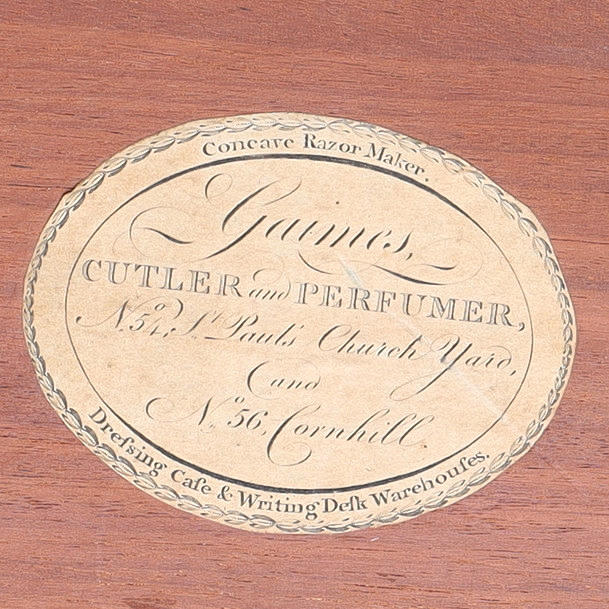 Concave Razor Maker.
Gaimes,
CUTLER and PERFUMER,
No. 54, St. Paul's Church Yard,
and
No. 56, Cornhill
Dreſsing Caſe & Writing Deſk Warehouſes.